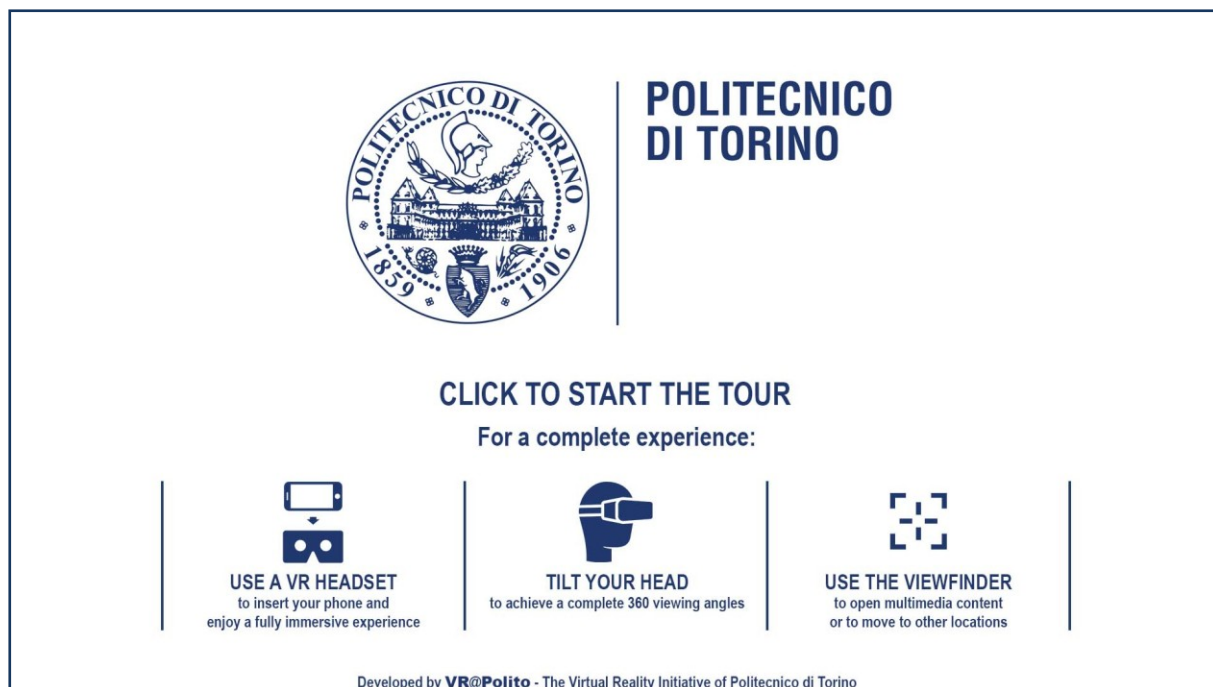 POLITECNICO DI TORINO
1859
1906
POLITECNICO
DI TORINO
CLICK TO START THE TOUR
For a complete experience:
USE A VR HEADSET
to insert your phone and
enjoy a fully immersive experience
TILT YOUR HEAD
to achieve a complete 360 viewing angles
USE THE VIEWFINDER
to open multimedia content
or to move to other locations
Developed by VR@Polito - The Virtual Reality Initiative of Politecnico di Torino